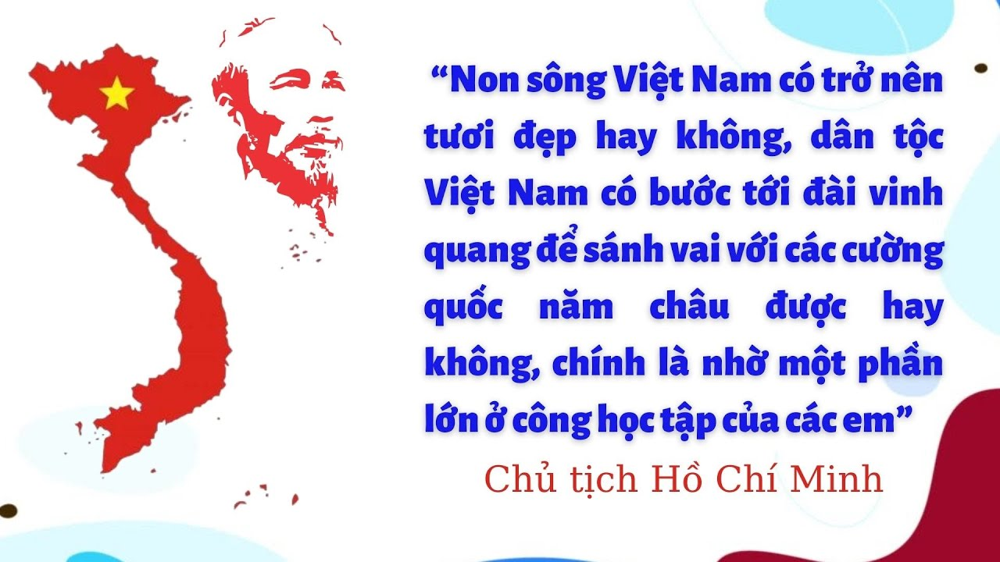 “Non sông Việt Nam có trở nên
tươi đẹp hay không, dân tộc
Việt Nam có bước tới đài vinh
quang để sánh vai với các cường
quốc năm châu được hay
không, chính là nhờ một phần
lớn ở công học tập của các em”
Chủ tịch Hồ Chí Minh